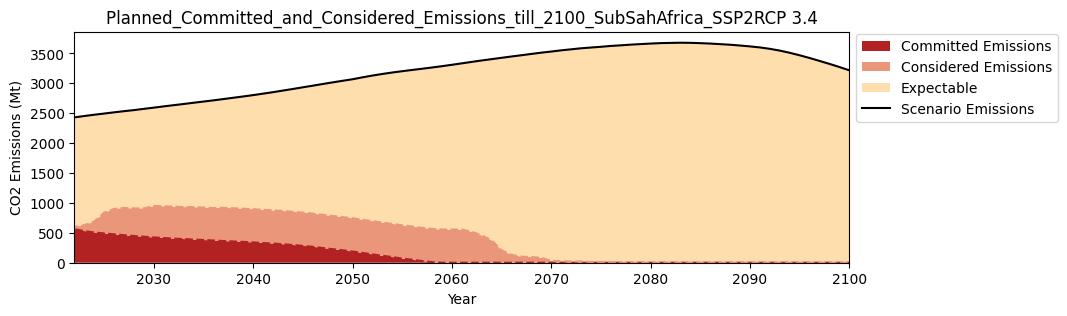 Planned_Committed_and_Considered_Emissions_till_2100_SubSahAfrica_SSP2RCP 3.4
CO2 Emissions (Mt)
3500
3000
2500
2000
1500
1000
500
0
2030 2040 2050 2060 2070 2080 2090 2100
Year
Committed Emissions
Considered Emissions
Expectable
Scenario Emissions